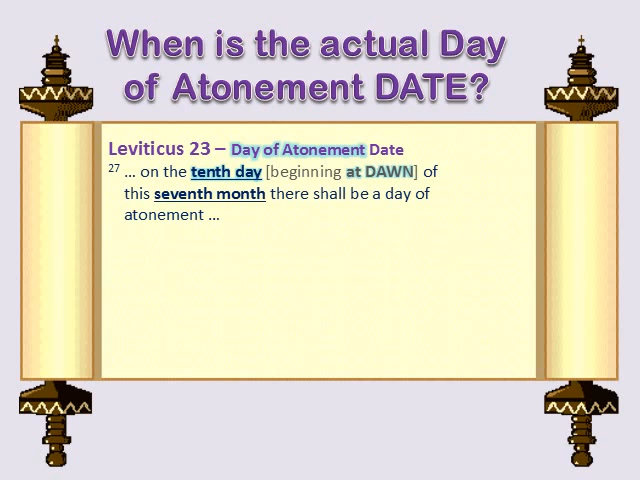 When is the actual Day
of Atonement DATE?
Leviticus 23 – Day of Atonement Date
27 ... on the tenth day [beginning at DAWN] of
this seventh month there shall be a day of
atonement ...